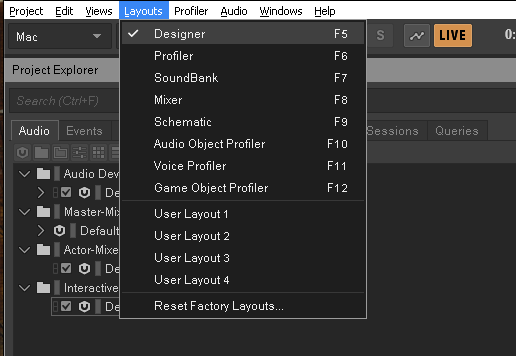 Project Edit Views Layouts Profiler Audio Windows Help
Mac
S
LIVE
0:
Project Explorer
Search (Ctrl+F)
Audio Events
Sessions Queries
Designer F5
Profiler F6
SoundBank F7
Mixer F8
Schematic F9
Audio Object Profiler F10
Voice Profiler F11
Game Object Profiler F12
User Layout 1
User Layout 2
User Layout 3
User Layout 4
Reset Factory Layouts...
Audio Dev
De
Master-Mix
Default
Actor-Mixe
De
Interactive
De